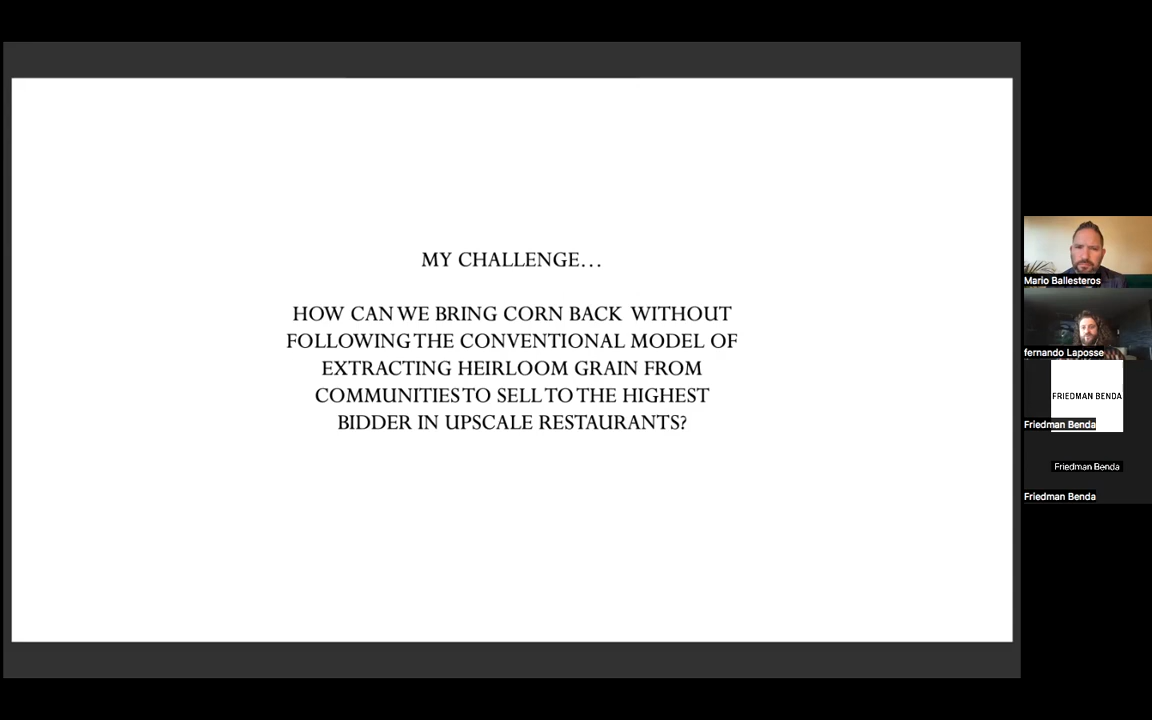 MY CHALLENGE...
HOW CAN WE BRING CORN BACK WITHOUT
FOLLOWING THE CONVENTIONAL MODEL OF
EXTRACTING HEIRLOOM GRAIN FROM
COMMUNITIES TO SELL TO THE HIGHEST
BIDDER IN UPSCALE RESTAURANTS?
Mario Ballesteros
fernando Laposse
FRIEDMAN BENDA
Friedman Benda
Friedman Benda
Friedman Benda